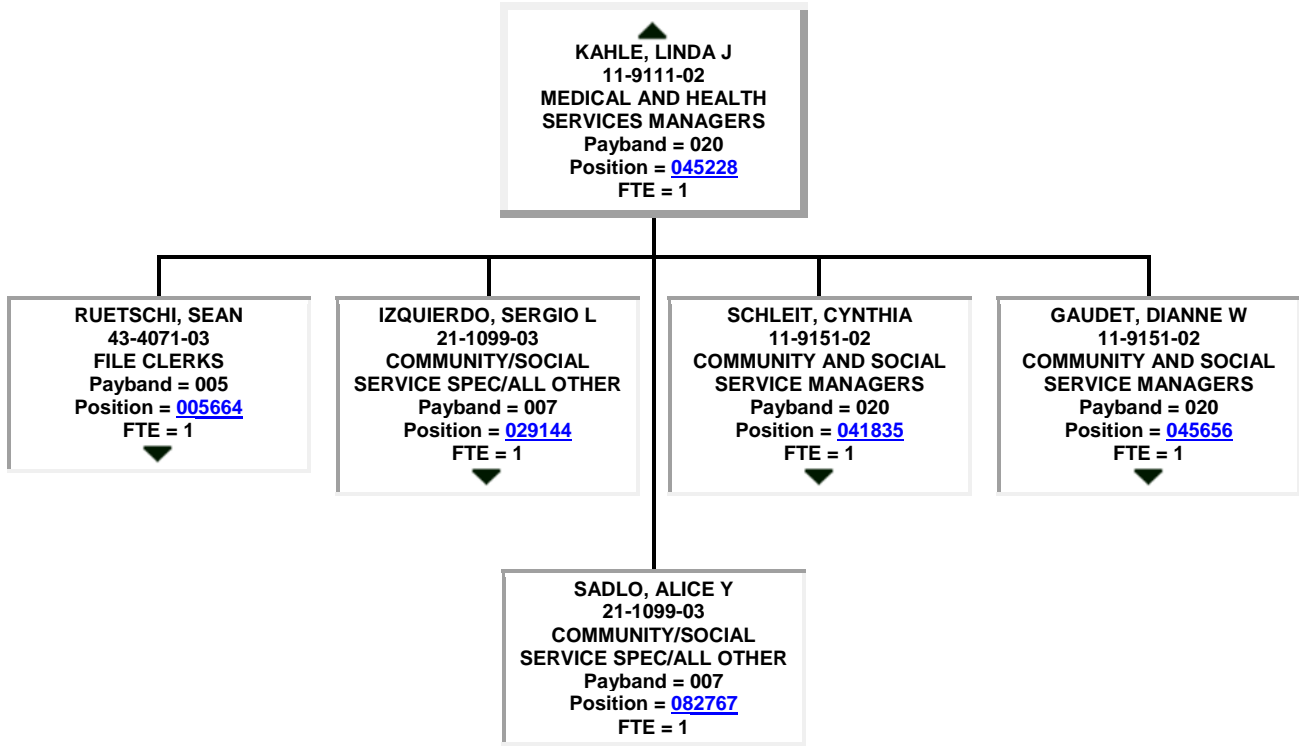 KAHLE, LINDA J
11-9111-02
MEDICAL AND HEALTH
SERVICES MANAGERS
Payband = 020
Position = 045228
FTE = 1
RUETSCHI, SEAN
43-4071-03
FILE CLERKS
Payband = 005
Position = 005664
FTE = 1
IZQUIERDO, SERGIO L
21-1099-03
COMMUNITY/SOCIAL
SERVICE SPEC/ALL OTHER
Payband = 007
Position = 029144
FTE = 1
SCHLEIT, CYNTHIA
11-9151-02
COMMUNITY AND SOCIAL
SERVICE MANAGERS
Payband = 020
Position = 041835
FTE = 1
GAUDET, DIANNE W
11-9151-02
COMMUNITY AND SOCIAL
SERVICE MANAGERS
Payband = 020
Position = 045656
FTE = 1
SADLO, ALICE Y
21-1099-03
COMMUNITY/SOCIAL
SERVICE SPEC/ALL OTHER
Payband = 007
Position = 082767
FTE = 1